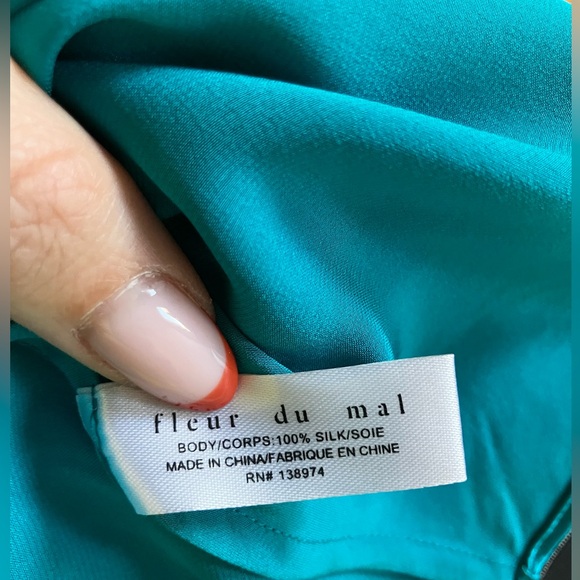 fleur du mal
BODY/CORPS:100% SILK/SOIE
MADE IN CHINA/FABRIQUE EN CHINE
RN# 138974